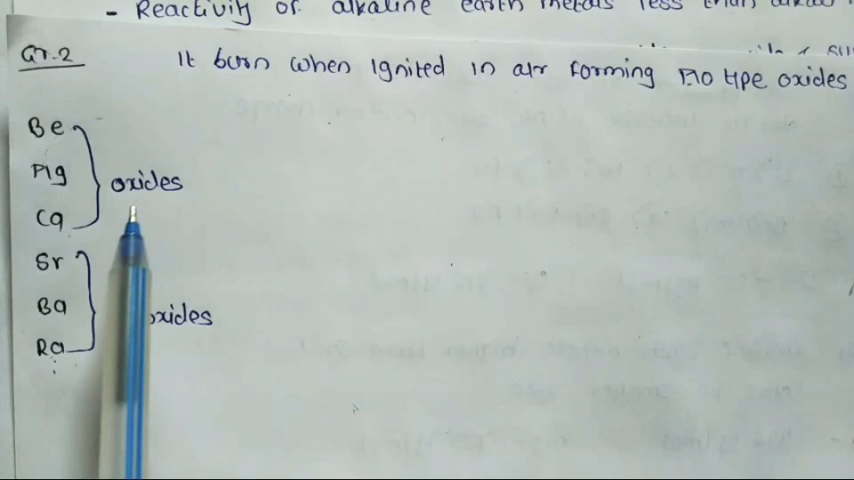 - Reactivity of alkaline earth metals less than
Gr.2
It burn when Ignited in air forming MO type oxides
Be
Mg
Ca
oxides
Sr
Ba
Ra
oxides